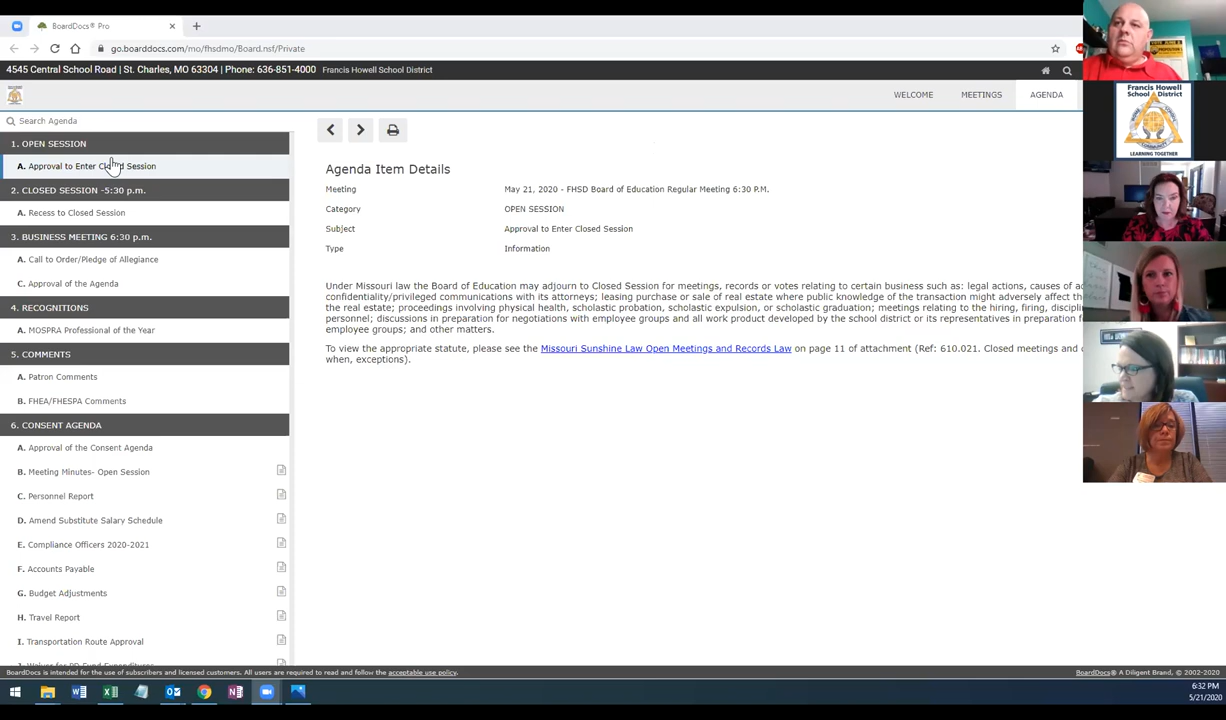 BoardDocs® Pro
go.boarddocs.com/mo/fhsdmo/Board.nsf/Private
4545 Central School Road | St. Charles, MO 63304 | Phone: 636-851-4000 Francis Howell School District
WELCOME MEETINGS AGENDA
Search Agenda
1. OPEN SESSION
A. Approval to Enter Closed Session
2. CLOSED SESSION -5:30 p.m.
A. Recess to Closed Session
3. BUSINESS MEETING 6:30 p.m.
A. Call to Order/Pledge of Allegiance
C. Approval of the Agenda
4. RECOGNITIONS
A. MOSPRA Professional of the Year
5. COMMENTS
A. Patron Comments
B. FHEA/FHESPA Comments
6. CONSENT AGENDA
A. Approval of the Consent Agenda
B. Meeting Minutes- Open Session
C. Personnel Report
D. Amend Substitute Salary Schedule
E. Compliance Officers 2020-2021
F. Accounts Payable
G. Budget Adjustments
H. Travel Report
I. Transportation Route Approval
J. Waiver for PD Fund Expenditures
Agenda Item Details
Meeting May 21, 2020 - FHSD Board of Education Regular Meeting 6:30 P.M.
Category OPEN SESSION
Subject Approval to Enter Closed Session
Type Information
Under Missouri law the Board of Education may adjourn to Closed Session for meetings, records or votes relating to certain business such as: legal actions, causes of
confidentiality/privileged communications with its attorneys; leasing purchase or sale of real estate where public knowledge of the transaction might adversely affect
the real estate; proceedings involving physical health, scholastic probation, scholastic expulsion, or scholastic graduation; meetings relating to the hiring, firing,
personnel; discussions in preparation for negotiations with employee groups and all work product developed by the school district or its representatives in preparation
employee groups; and other matters.
To view the appropriate statute, please see the Missouri Sunshine Law Open Meetings and Records Law on page 11 of attachment (Ref: 610.021. Closed meetings and
when, exceptions).
Francis Howell
School District
LEARNING TOGETHER
BoardDocs is intended for the use of subscribers and licensed customers. All users are required to read and follow the acceptable use policy.
BoardDocs® A Diligent Brand, © 2002-2020
6:32 PM
5/21/2020